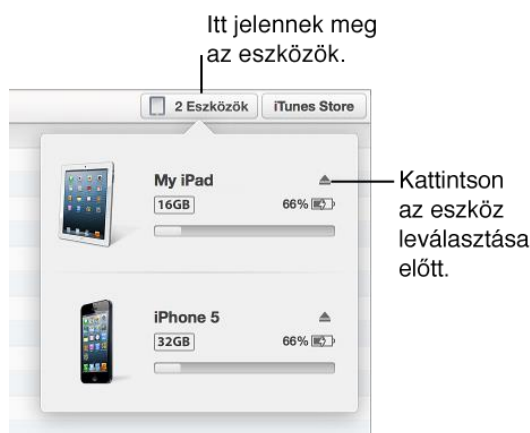 Itt jelennek meg
az eszközök.
2 Eszközök
iTunes Store
My iPad
16GB
66%
Kattintson
az eszköz
leválasztása
előtt.
iPhone 5
32GB
66%